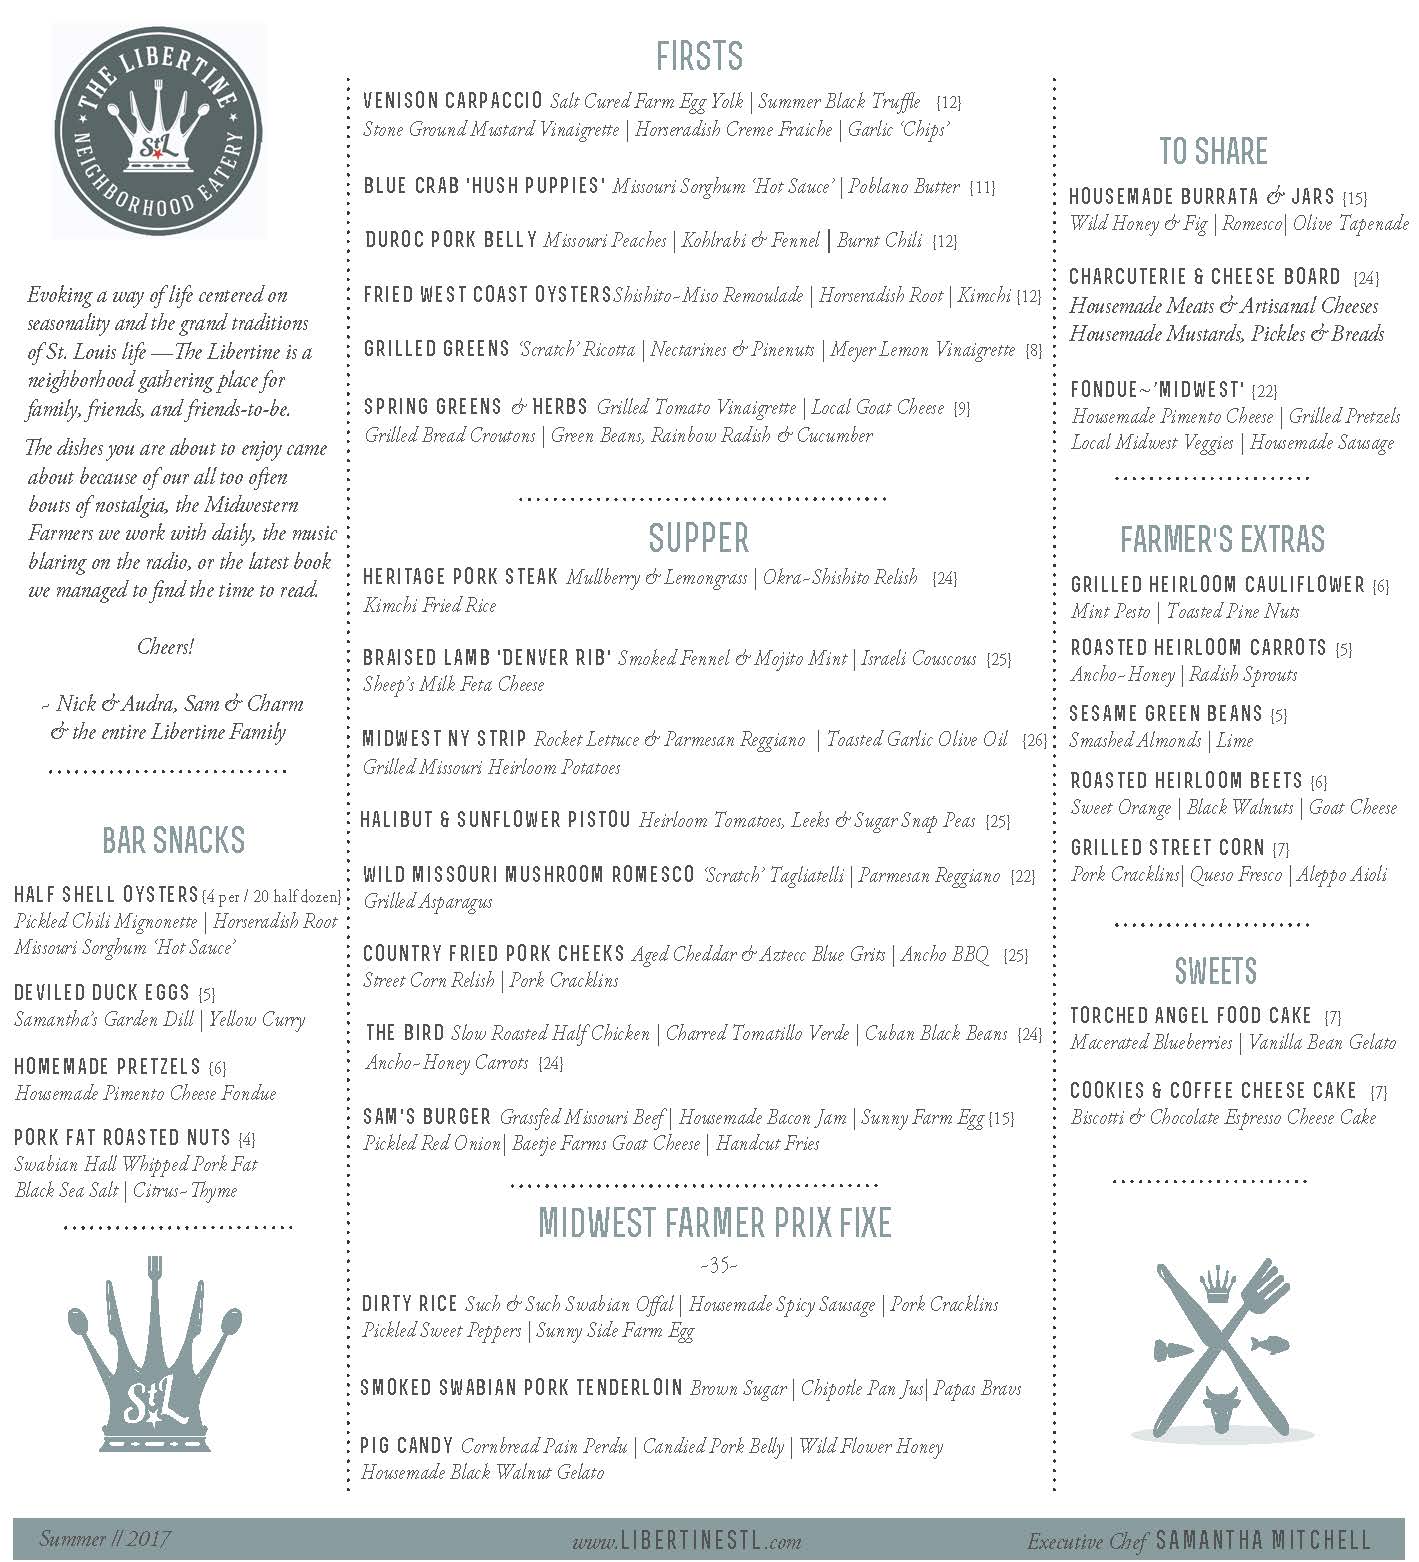 THE LIBERTINE
StL
NEIGHBORHOOD EATERY
Evoking a way of life centered on
seasonality and the grand traditions
of St. Louis life —The Libertine is a
neighborhood gathering place for
family, friends, and friends-to-be.
The dishes you are about to enjoy came
about because of our all too often
bouts of nostalgia, the Midwestern
Farmers we work with daily, the music
blaring on the radio, or the latest book
we managed to find the time to read.
Cheers!
~ Nick & Audra, Sam & Charm
& the entire Libertine Family
BAR SNACKS
HALF SHELL OYSTERS {4 per / 20 half dozen}
Pickled Chili Mignonette | Horseradish Root
Missouri Sorghum ‘Hot Sauce’
DEVILED DUCK EGGS {5}
Samantha’s Garden Dill | Yellow Curry
HOMEMADE PRETZELS {6}
Housemade Pimento Cheese Fondue
PORK FAT ROASTED NUTS {4}
Swabian Hall Whipped Pork Fat
Black Sea Salt | Citrus~Thyme
StL
FIRSTS
VENISON CARPACCIO Salt Cured Farm Egg Yolk | Summer Black Truffle {12}
Stone Ground Mustard Vinaigrette | Horseradish Creme Fraiche | Garlic ‘Chips’
BLUE CRAB 'HUSH PUPPIES' Missouri Sorghum ‘Hot Sauce’ | Poblano Butter {11}
DUROC PORK BELLY Missouri Peaches | Kohlrabi & Fennel | Burnt Chili {12}
FRIED WEST COAST OYSTERS Shishito~Miso Remoulade | Horseradish Root | Kimchi {12}
GRILLED GREENS ‘Scratch’ Ricotta | Nectarines & Pinenuts | Meyer Lemon Vinaigrette {8}
SPRING GREENS & HERBS Grilled Tomato Vinaigrette | Local Goat Cheese {9}
Grilled Bread Croutons | Green Beans, Rainbow Radish & Cucumber
SUPPER
HERITAGE PORK STEAK Mullberry & Lemongrass | Okra~Shishito Relish {24}
Kimchi Fried Rice
BRAISED LAMB 'DENVER RIB' Smoked Fennel & Mojito Mint | Israeli Couscous {25}
Sheep’s Milk Feta Cheese
MIDWEST NY STRIP Rocket Lettuce & Parmesan Reggiano | Toasted Garlic Olive Oil {26}
Grilled Missouri Heirloom Potatoes
HALIBUT & SUNFLOWER PISTOU Heirloom Tomatoes, Leeks & Sugar Snap Peas {25}
WILD MISSOURI MUSHROOM ROMESCO ‘Scratch’ Tagliatelli | Parmesan Reggiano {22}
Grilled Asparagus
COUNTRY FRIED PORK CHEEKS Aged Cheddar & Aztecc Blue Grits | Ancho BBQ {25}
Street Corn Relish | Pork Cracklins
THE BIRD Slow Roasted Half Chicken | Charred Tomatillo Verde | Cuban Black Beans {24}
Ancho~Honey Carrots {24}
SAM'S BURGER Grassfed Missouri Beef | Housemade Bacon Jam | Sunny Farm Egg {15}
Pickled Red Onion| Baetje Farms Goat Cheese | Handcut Fries
MIDWEST FARMER PRIX FIXE
~35~
DIRTY RICE Such & Such Swabian Offal | Housemade Spicy Sausage | Pork Cracklins
Pickled Sweet Peppers | Sunny Side Farm Egg
SMOKED SWABIAN PORK TENDERLOIN Brown Sugar | Chipotle Pan Jus| Papas Bravs
PIG CANDY Cornbread Pain Perdu | Candied Pork Belly | Wild Flower Honey
Housemade Black Walnut Gelato
TO SHARE
HOUSEMADE BURRATA & JARS {15}
Wild Honey & Fig | Romesco| Olive Tapenade
CHARCUTERIE & CHEESE BOARD {24}
Housemade Meats & Artisanal Cheeses
Housemade Mustards, Pickles & Breads
FONDUE~'MIDWEST' {22}
Housemade Pimento Cheese | Grilled Pretzels
Local Midwest Veggies | Housemade Sausage
FARMER'S EXTRAS
GRILLED HEIRLOOM CAULIFLOWER {6}
Mint Pesto | Toasted Pine Nuts
ROASTED HEIRLOOM CARROTS {5}
Ancho~Honey | Radish Sprouts
SESAME GREEN BEANS {5}
Smashed Almonds | Lime
ROASTED HEIRLOOM BEETS {6}
Sweet Orange | Black Walnuts | Goat Cheese
GRILLED STREET CORN {7}
Pork Cracklins| Queso Fresco | Aleppo Aioli
SWEETS
TORCHED ANGEL FOOD CAKE {7}
Macerated Blueberries | Vanilla Bean Gelato
COOKIES & COFFEE CHEESE CAKE {7}
Biscotti & Chocolate Espresso Cheese Cake
Summer // 2017
www.LIBERTINESTL.com
Executive Chef SAMANTHA MITCHELL